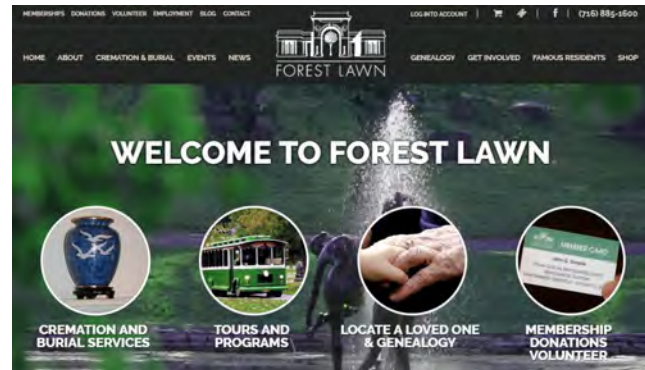 MEMBERSHIPS DONATIONS VOLUNTEER EMPLOYMENT BLOG CONTACT
LOG INTO ACCOUNT | | f | (716) 885-1600
HOME ABOUT CREMATION & BURIAL EVENTS NEWS
FOREST LAWN
GENEALOGY GET INVOLVED FAMOUS RESIDENTS SHOP
WELCOME TO FOREST LAWN
MEMBER CARD
CREMATION AND
BURIAL SERVICES
TOURS AND
PROGRAMS
LOCATE A LOVED ONE
& GENEALOGY
MEMBERSHIP
DONATIONS
VOLUNTEER